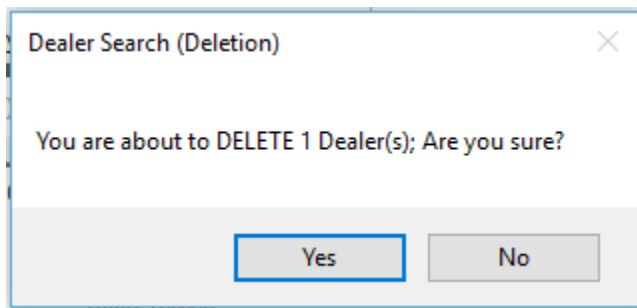 Dealer Search (Deletion)
You are about to DELETE 1 Dealer(s); Are you sure?
Yes
No